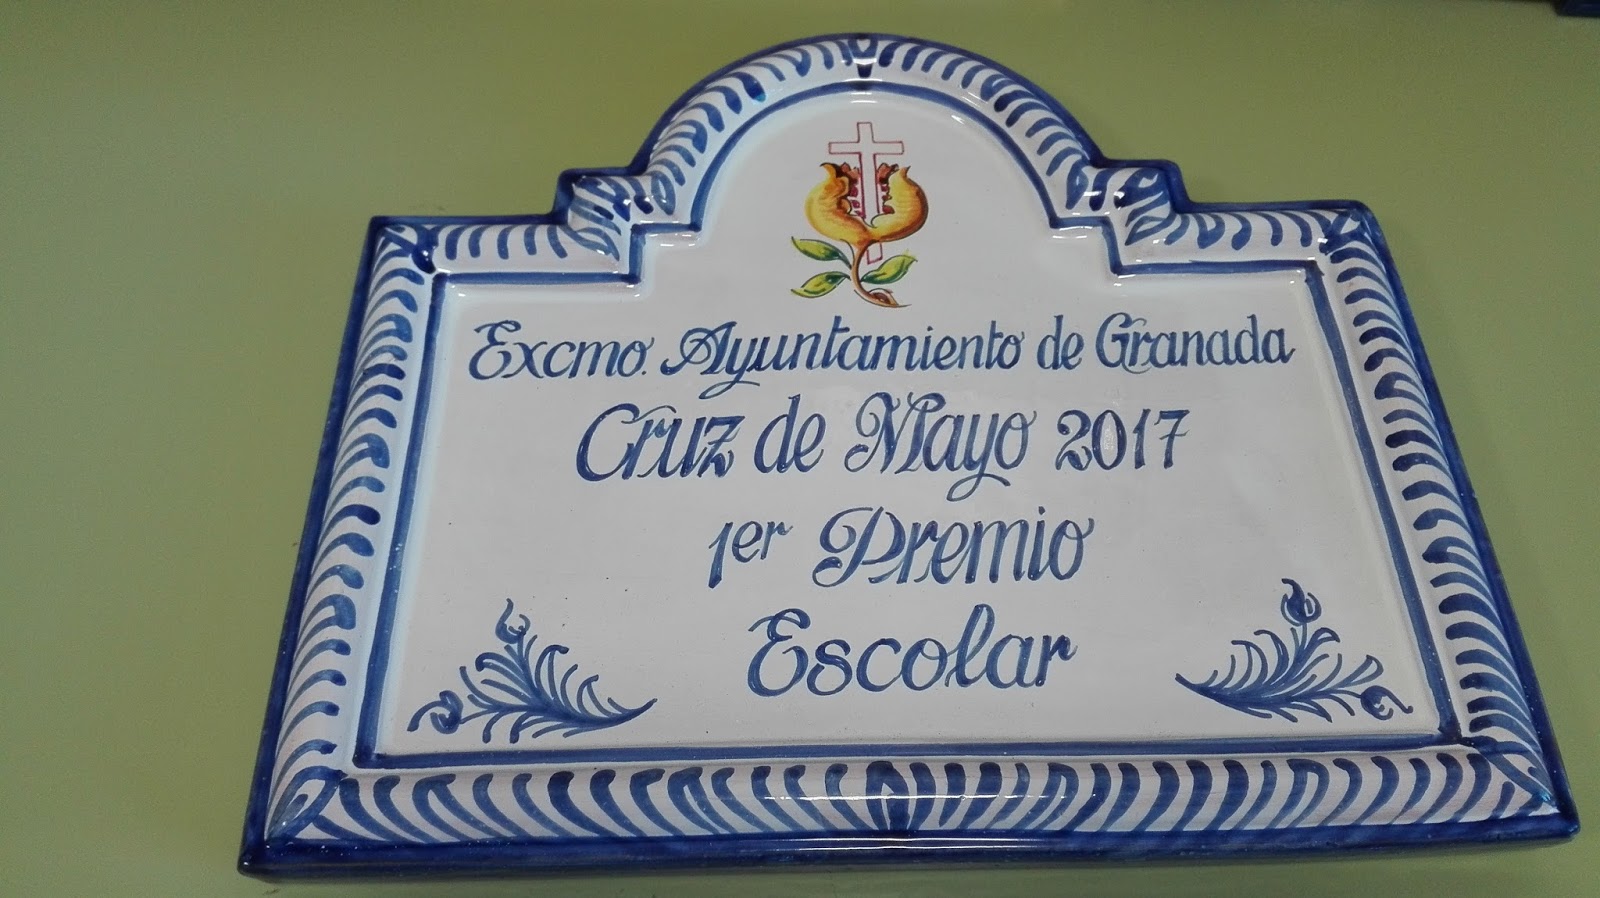 Excmo. Ayuntamiento de Granada
Cruz de Mayo 2017
1er Premio
Escolar